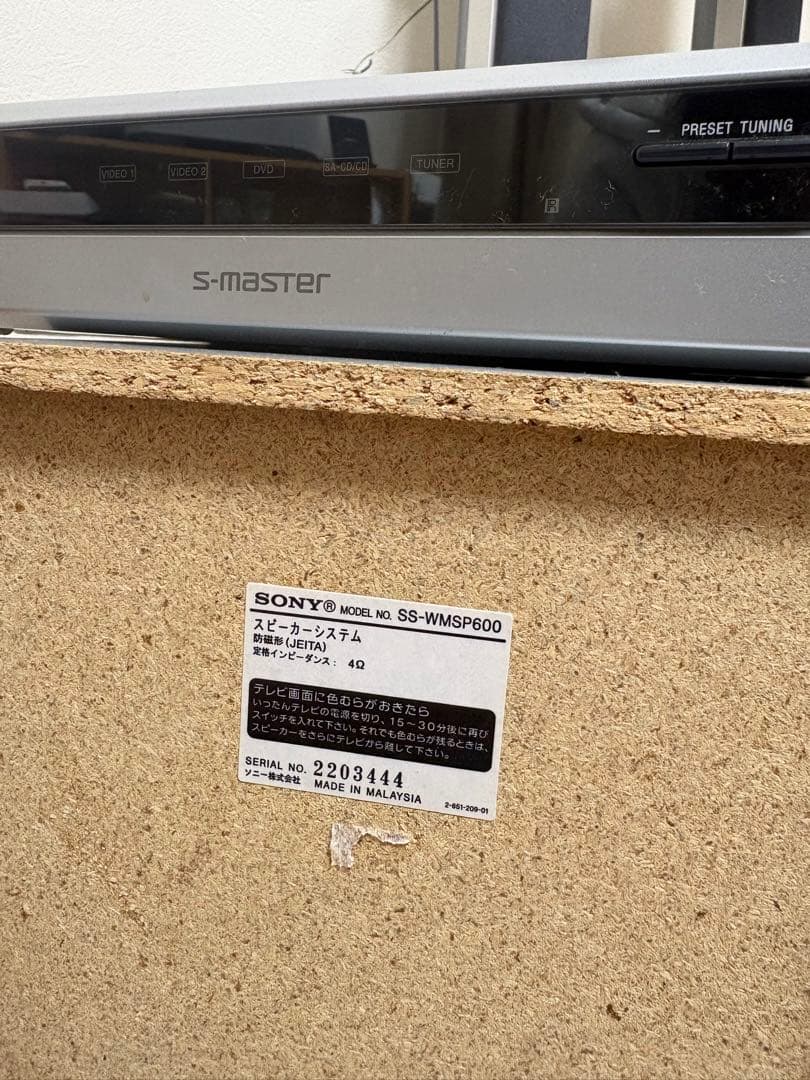 — PRESET TUNING
VIDEO 1 VIDEO 2 DVD SA-CD/CD TUNER
R
S-master
SONY® MODEL NO. SS-WMSP600
スピーカーシステム
防磁形(JEITA)
定格インピーダンス: 4Ω
テレビ画面に色むらがおきたら
いったんテレビの電源を切り、15～30分後に再び
スイッチを入れて下さい。それでも色むらが残るときは、
スピーカーをさらにテレビから離して下さい。
SERIAL NO. 2203444
ソニー株式会社 MADE IN MALAYSIA 2-651-209-01